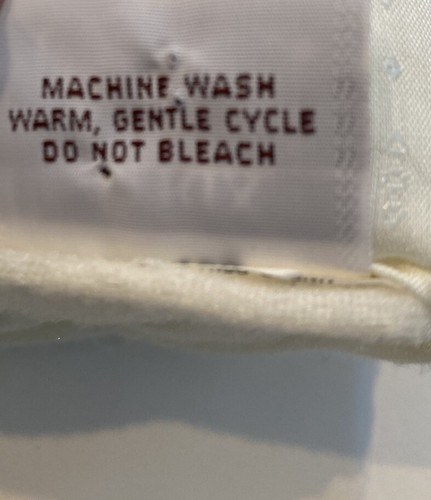 MACHINE WASH
WARM, GENTLE CYCLE
DO NOT BLEACH